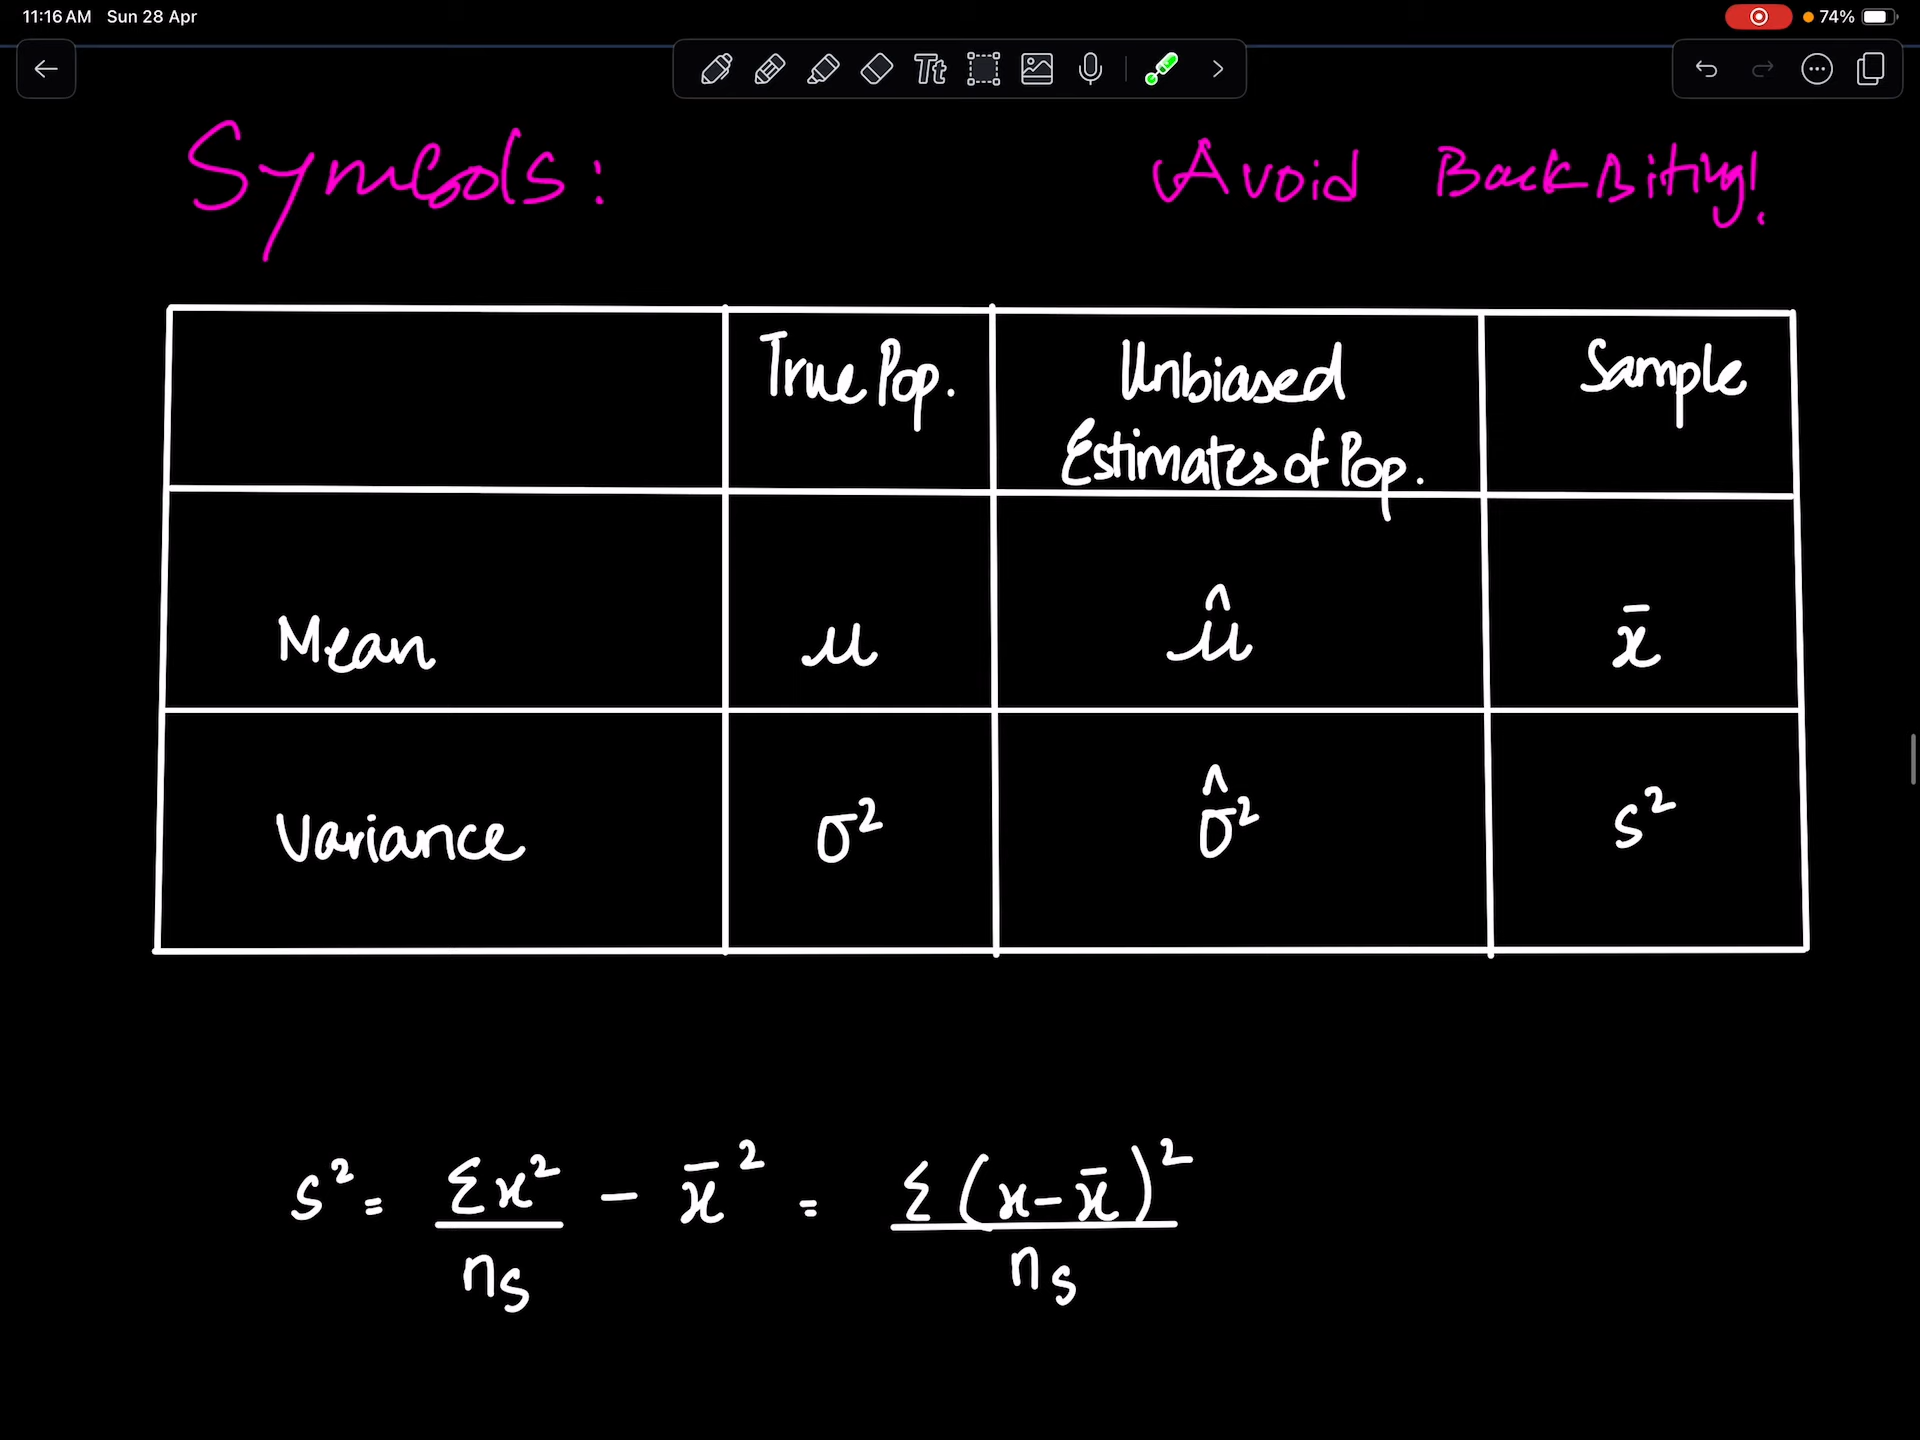 11:16 AM Sun 28 Apr
74%
Tt
Symbols:
Avoid BackBiting!
True Pop.
Unbiased
Estimates of Pop.
Sample
Mean
μ
μ̂
x̄
Variance
σ²
σ̂²
s²
s² = Σx²/nₛ − x̄² = Σ(x−x̄)²/nₛ